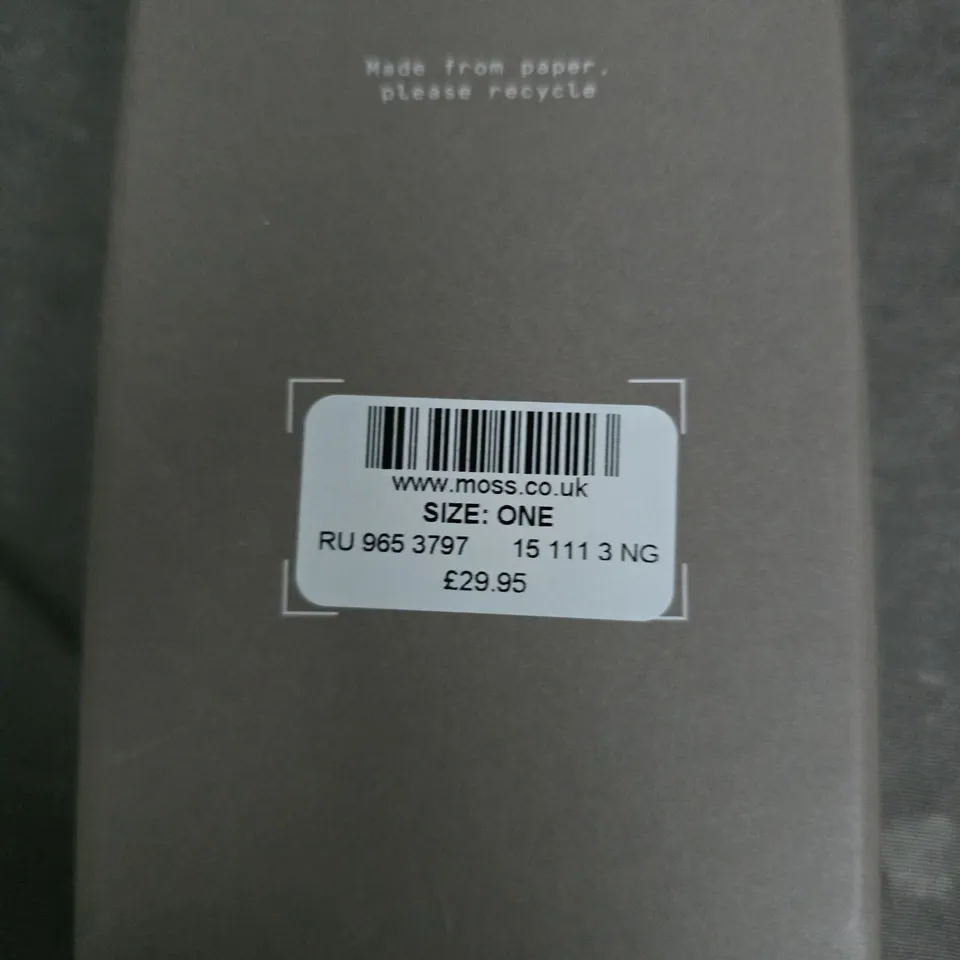 Made from paper,
please recycle
www.moss.co.uk
SIZE: ONE
RU 965 3797 15 111 3 NG
£29.95